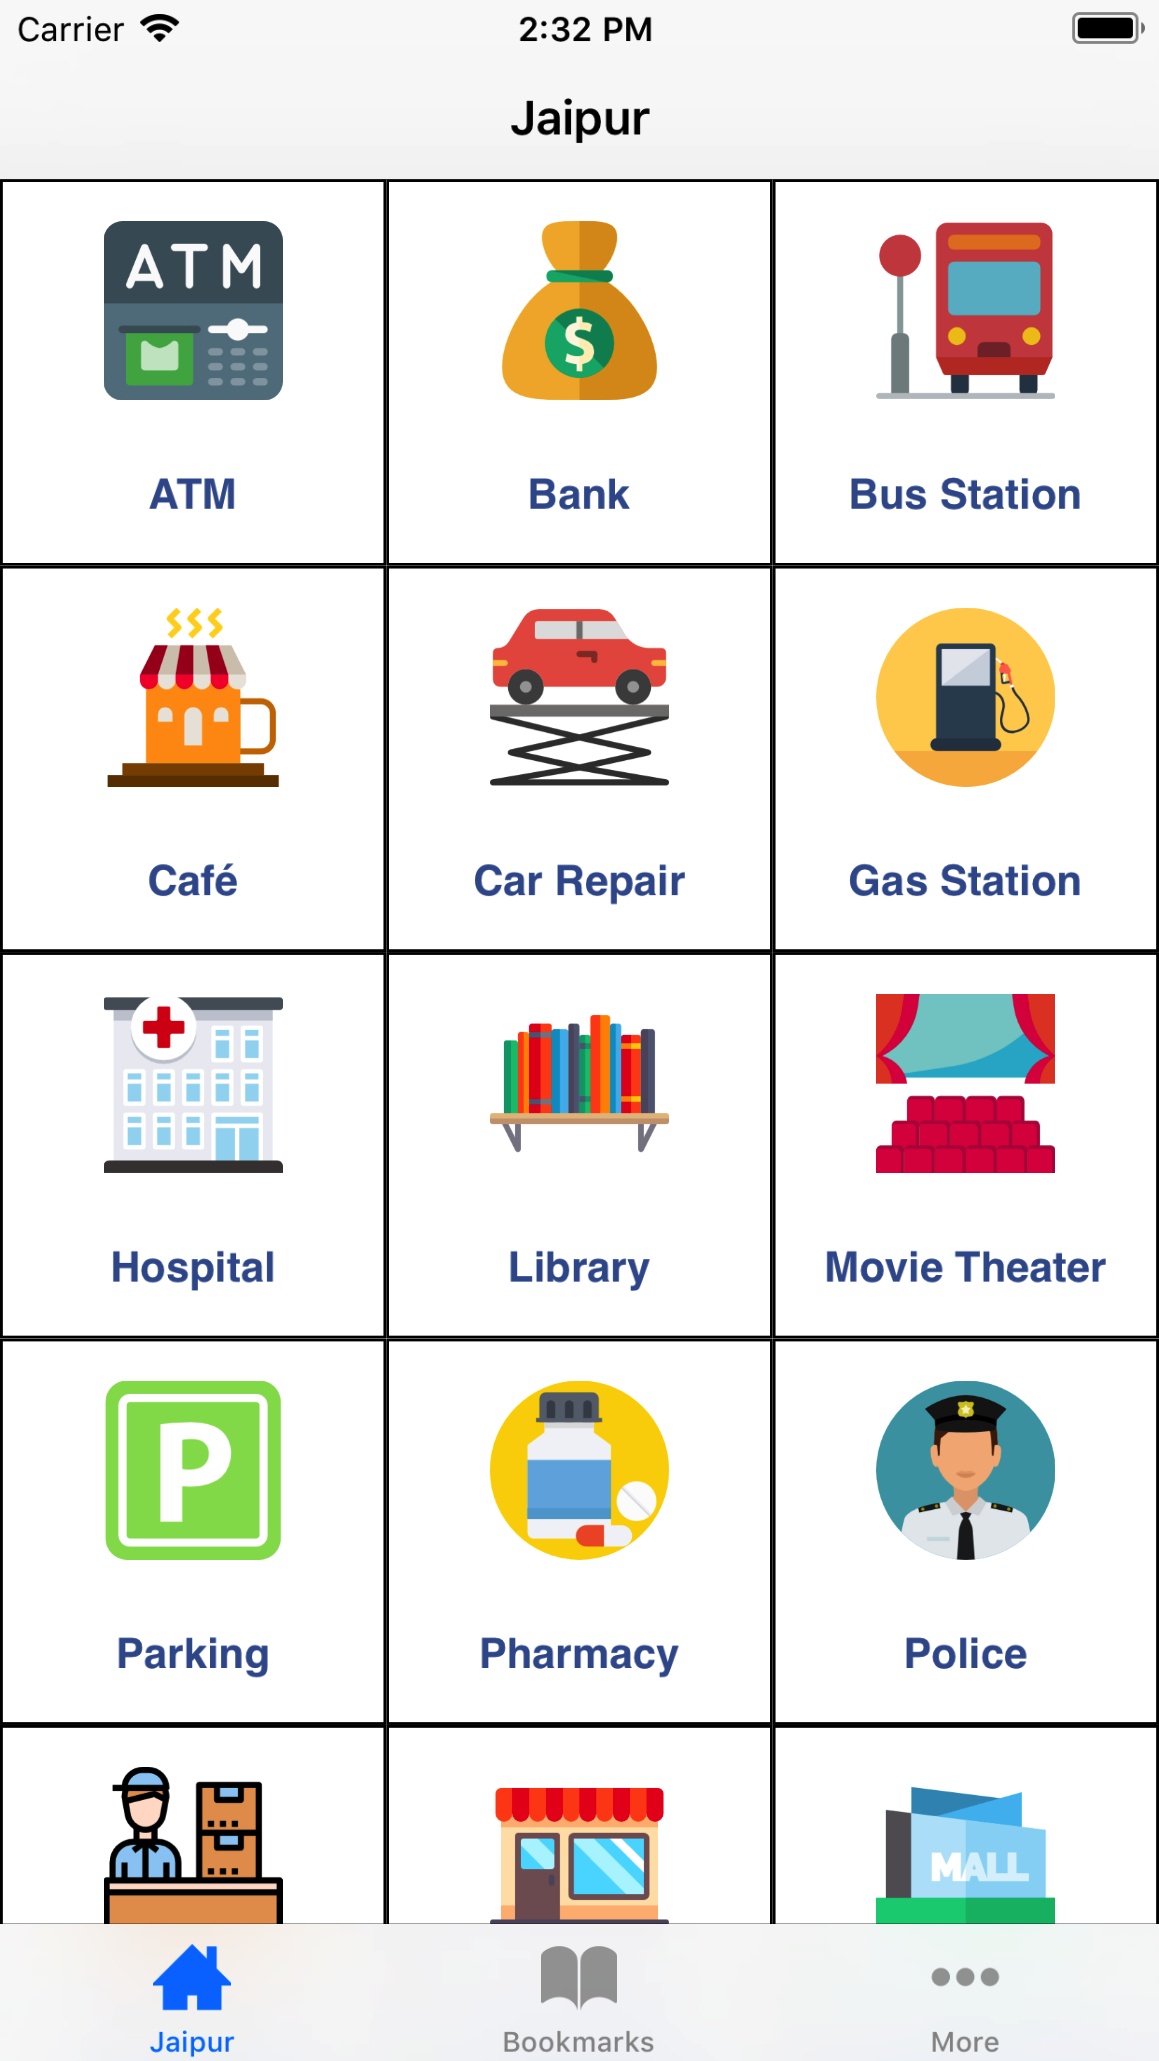 Carrier 2:32 PM
Jaipur
ATM
$
ATM Bank Bus Station
Café Car Repair Gas Station
Hospital Library Movie Theater
P
Parking Pharmacy Police
MALL
Jaipur Bookmarks More